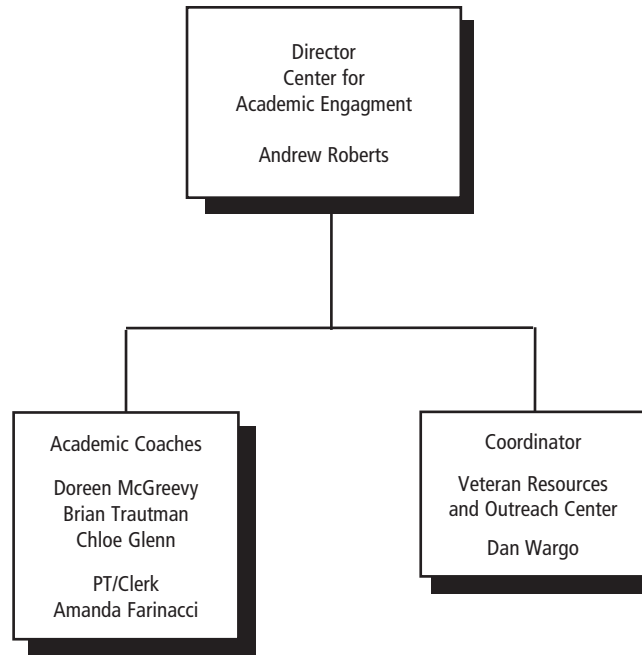 Director
Center for
Academic Engagment
Andrew Roberts
Academic Coaches
Doreen McGreevy
Brian Trautman
Chloe Glenn
PT/Clerk
Amanda Farinacci
Coordinator
Veteran Resources
and Outreach Center
Dan Wargo